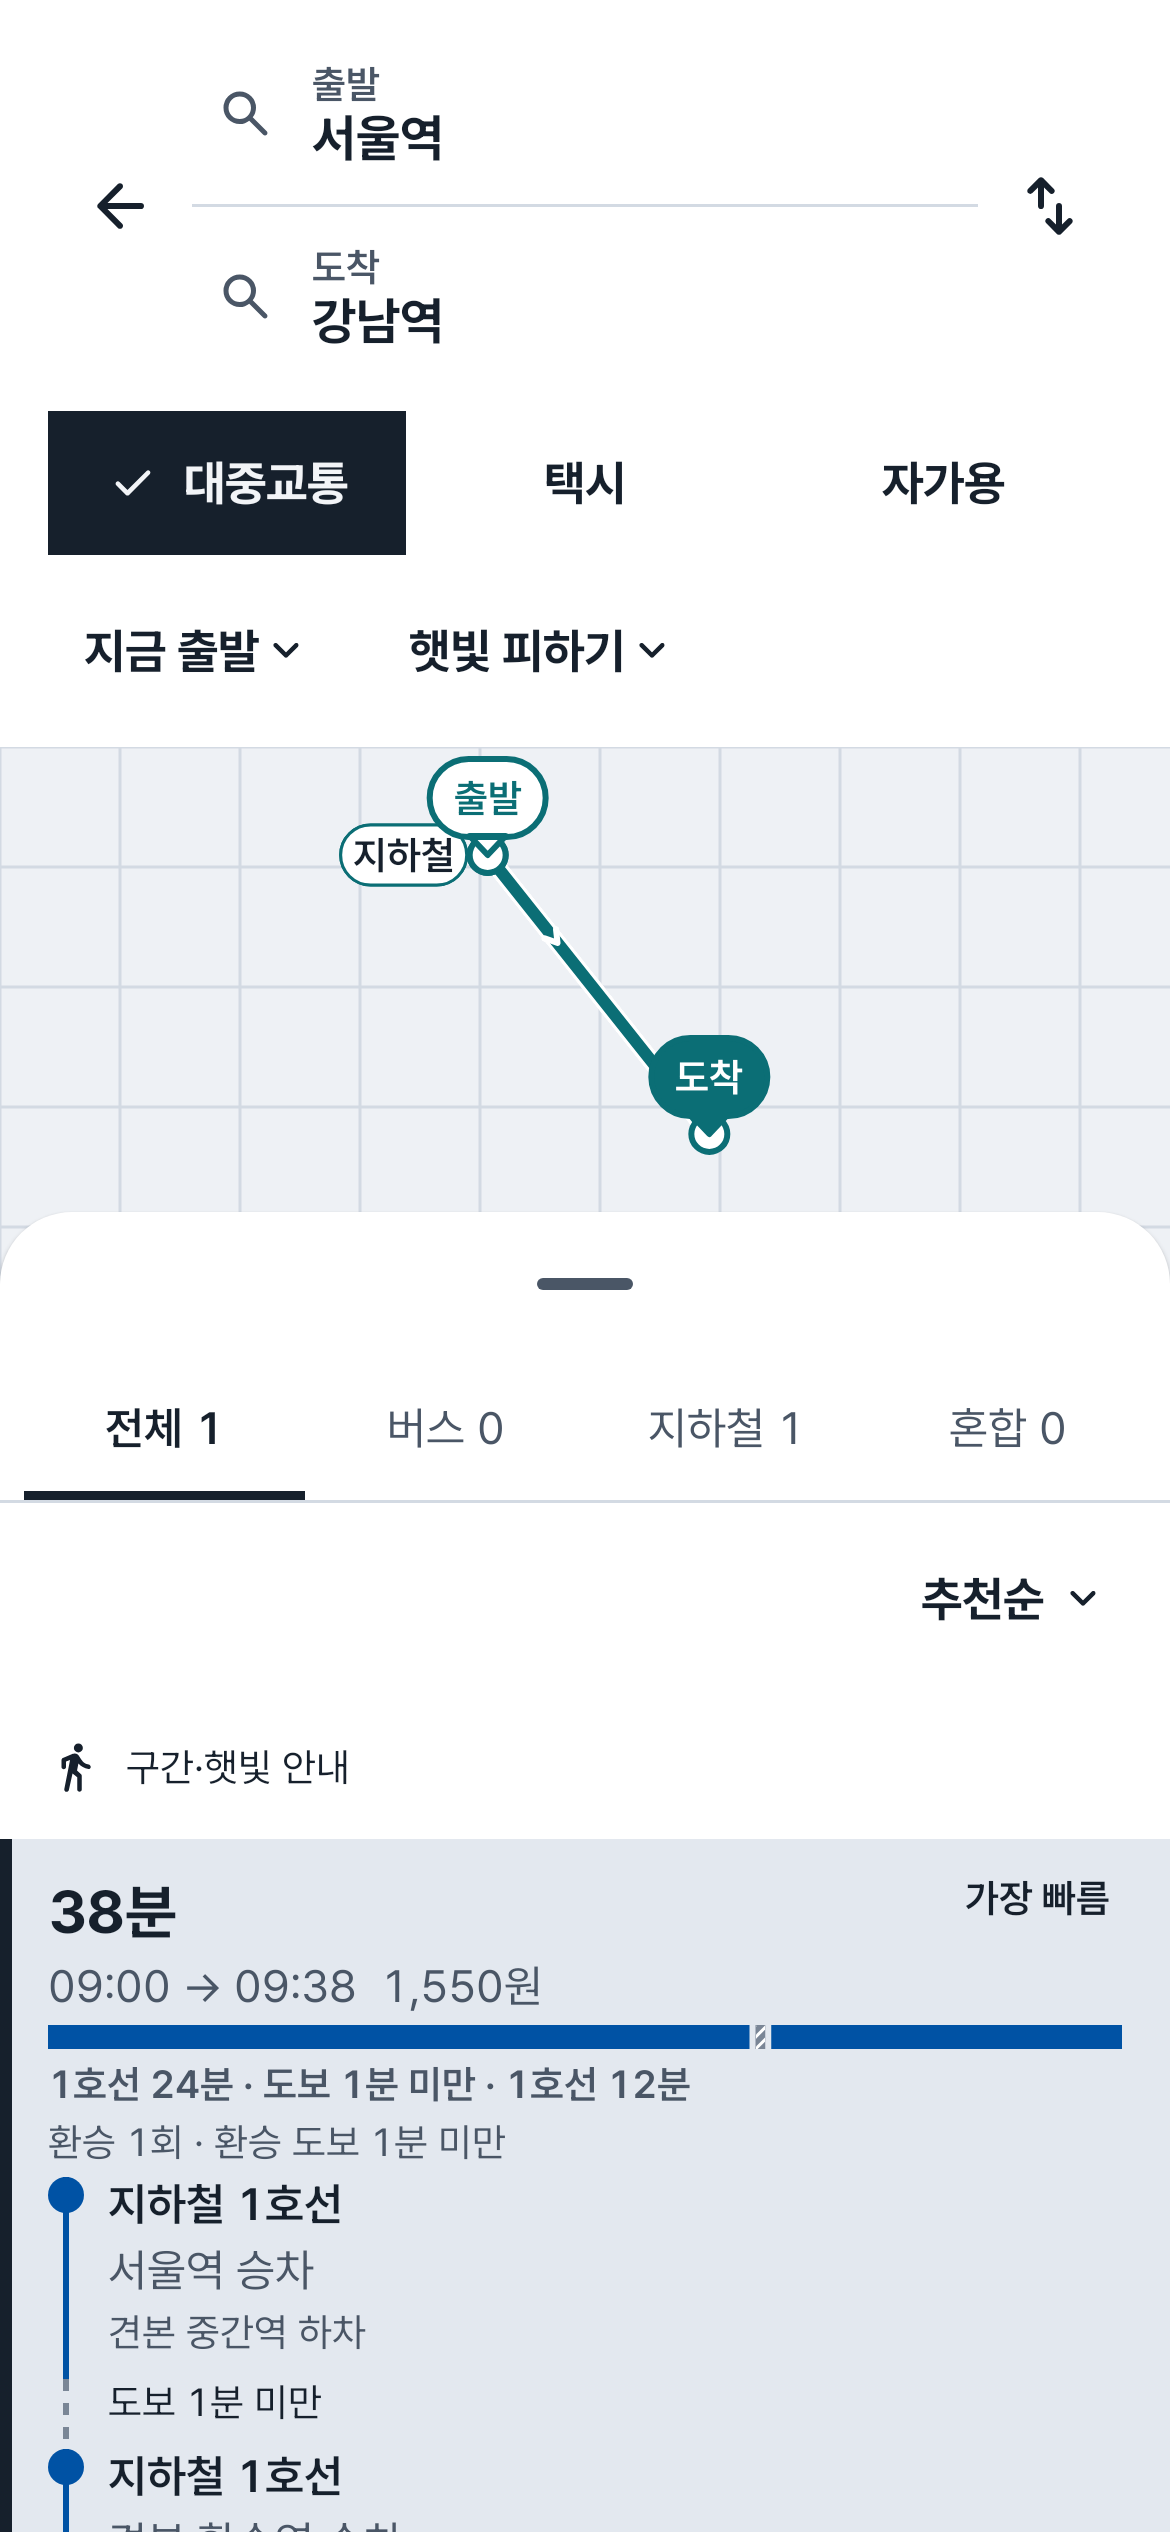 출발
서울역
도착
강남역
대중교통 택시 자가용
지금 출발 햇빛 피하기
출발
지하철
도착
전체 1 버스 0 지하철 1 혼합 0
추천순
구간·햇빛 안내
38분 가장 빠름
09:00 → 09:38 1,550원
1호선 24분 · 도보 1분 미만 · 1호선 12분
환승 1회 · 환승 도보 1분 미만
지하철 1호선
서울역 승차
견본 중간역 하차
도보 1분 미만
지하철 1호선